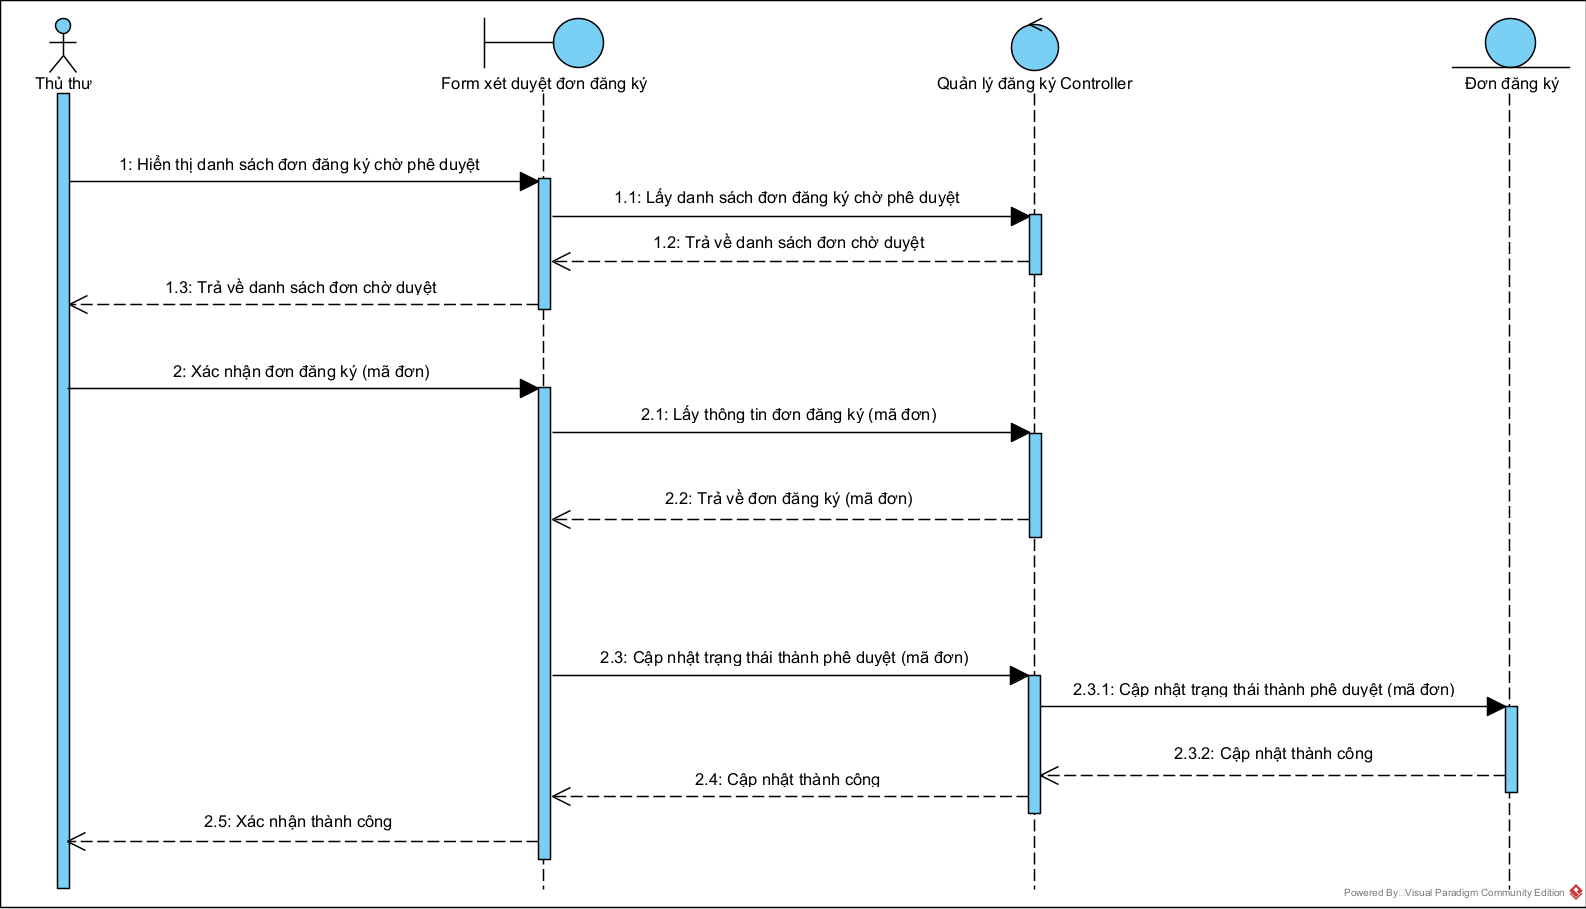 Thủ thư
Form xét duyệt đơn đăng ký
Quản lý đăng ký Controller
Đơn đăng ký
1: Hiển thị danh sách đơn đăng ký chờ phê duyệt
1.1: Lấy danh sách đơn đăng ký chờ phê duyệt
1.2: Trả về danh sách đơn chờ duyệt
1.3: Trả về danh sách đơn chờ duyệt
2: Xác nhận đơn đăng ký (mã đơn)
2.1: Lấy thông tin đơn đăng ký (mã đơn)
2.2: Trả về đơn đăng ký (mã đơn)
2.3: Cập nhật trạng thái thành phê duyệt (mã đơn)
2.3.1: Cập nhật trạng thái thành phê duyệt (mã đơn)
2.3.2: Cập nhật thành công
2.4: Cập nhật thành công
2.5: Xác nhận thành công
Powered By Visual Paradigm Community Edition